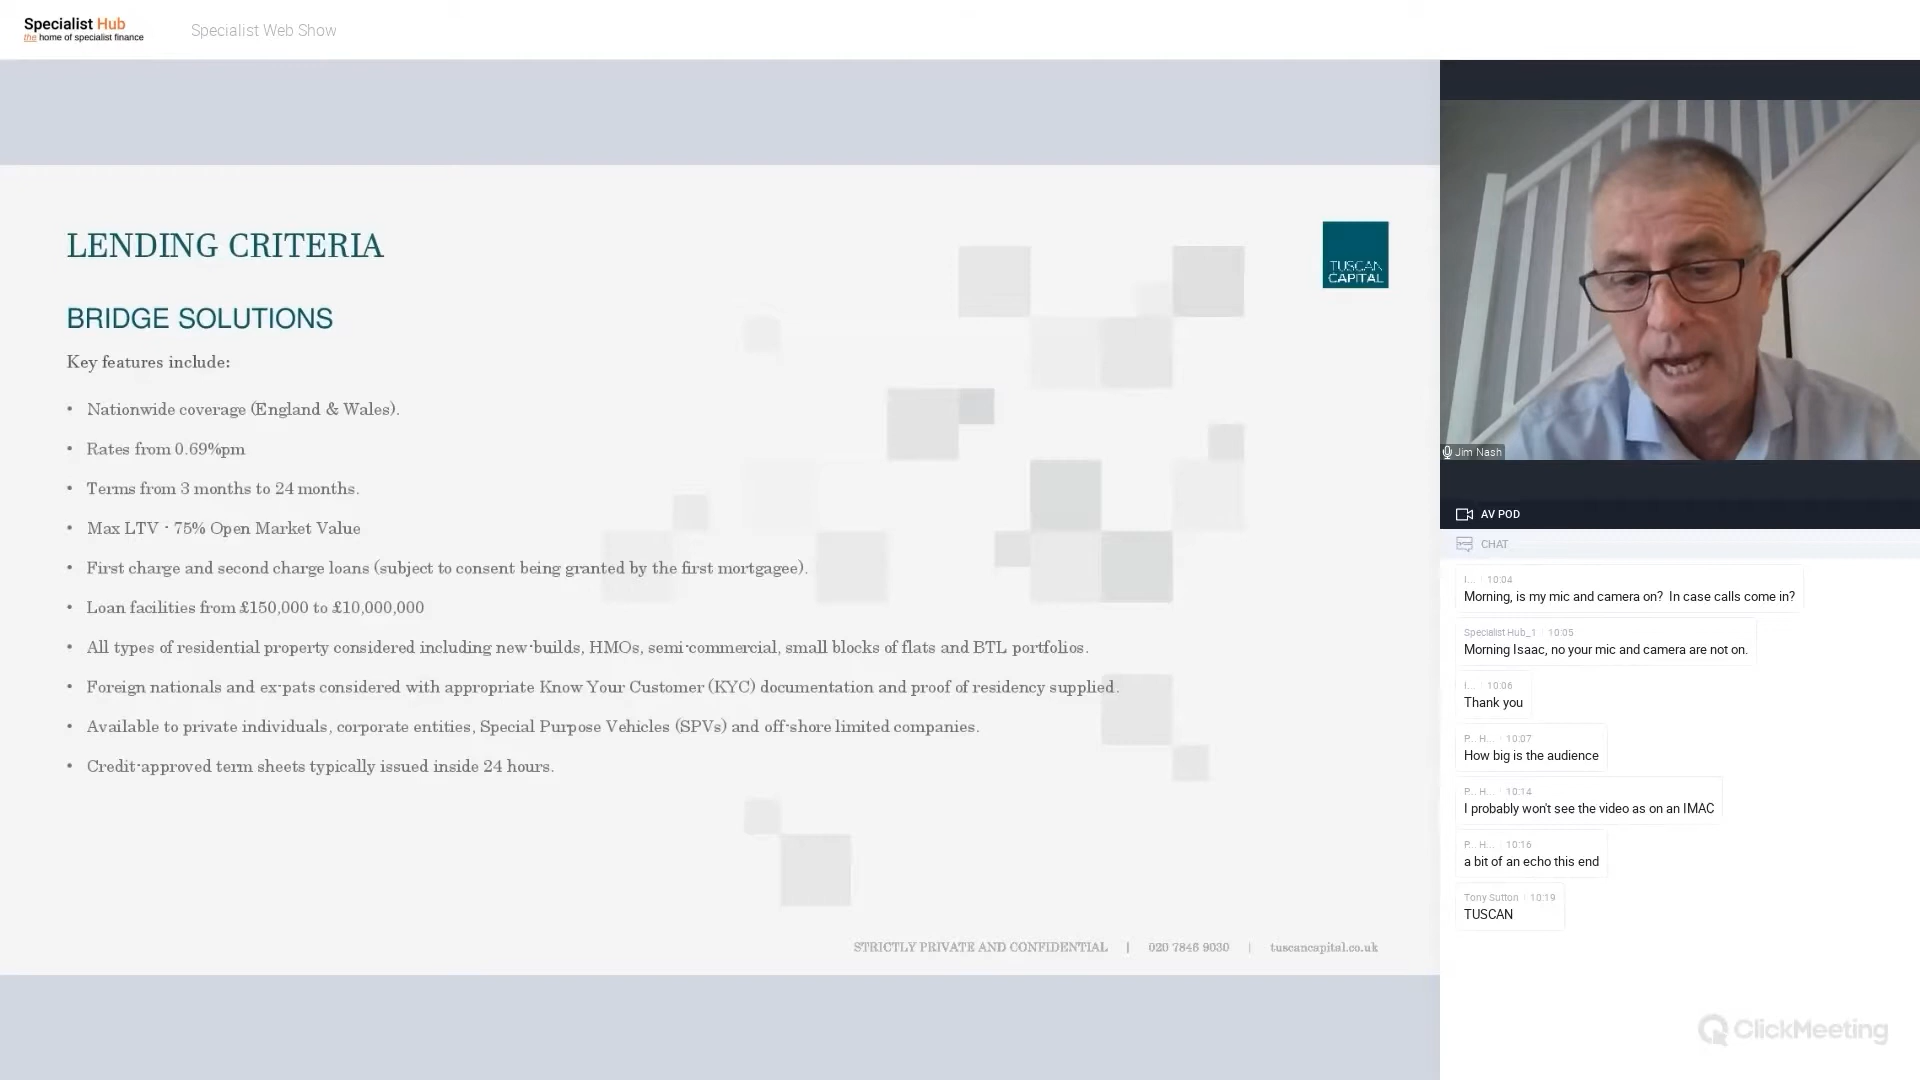 Specialist Hub
the home of specialist finance
Specialist Web Show
LENDING CRITERIA
TUSCAN
CAPITAL
BRIDGE SOLUTIONS
Key features include:
• Nationwide coverage (England & Wales).
• Rates from 0.69%pm
• Terms from 3 months to 24 months.
• Max LTV - 75% Open Market Value
• First charge and second charge loans (subject to consent being granted by the first mortgagee).
• Loan facilities from £150,000 to £10,000,000
• All types of residential property considered including new-builds, HMOs, semi-commercial, small blocks of flats and BTL portfolios.
• Foreign nationals and ex-pats considered with appropriate Know Your Customer (KYC) documentation and proof of residency supplied.
• Available to private individuals, corporate entities, Special Purpose Vehicles (SPVs) and off-shore limited companies.
• Credit-approved term sheets typically issued inside 24 hours.
STRICTLY PRIVATE AND CONFIDENTIAL | 020 7846 9030 | tuscancapital.co.uk
Jim Nash
AV POD
CHAT
I... 10:04
Morning, is my mic and camera on? In case calls come in?
Specialist Hub_1 10:05
Morning Isaac, no your mic and camera are not on.
I... 10:06
Thank you
P... H... 10:07
How big is the audience
P... H... 10:14
I probably won't see the video as on an IMAC
P... H... 10:16
a bit of an echo this end
Tony Sutton 10:19
TUSCAN
ClickMeeting